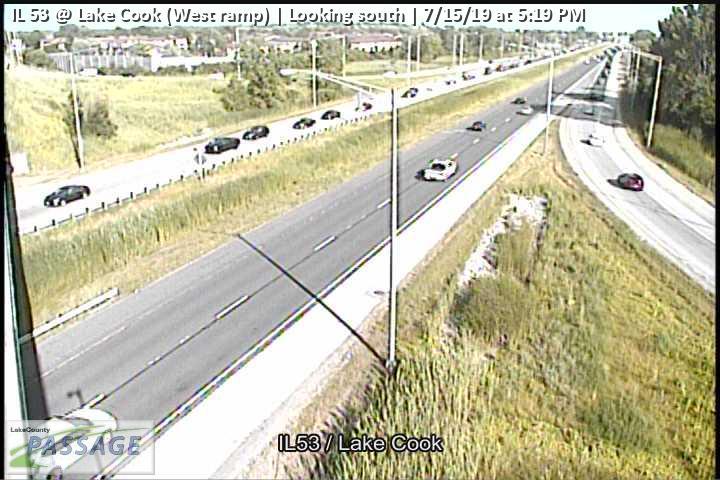 IL 53 @ Lake Cook (West ramp) | Looking south | 7/15/19 at 5:19 PM
IL53 / Lake Cook
LakeCounty
PASSAGE